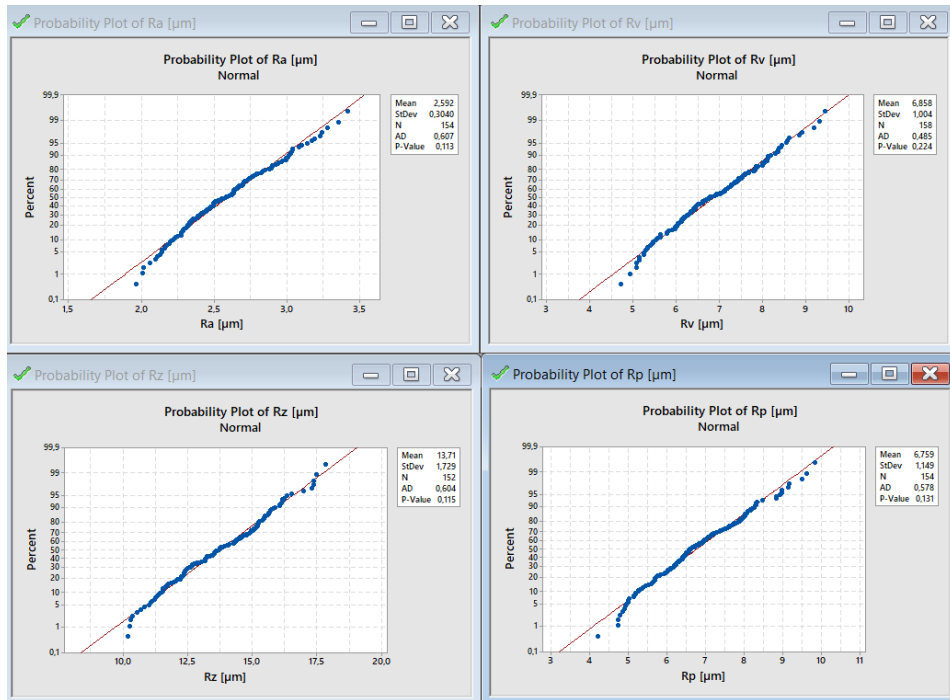 Probability Plot of Ra [µm]
Probability Plot of Ra [µm]
Normal
99,9
99
95
90
80
70
60
50
40
30
20
10
5
1
0,1
Percent
1,5
2,0
2,5
3,0
3,5
Ra [µm]
Mean 2,592
StDev 0,3040
N 154
AD 0,607
P-Value 0,113
Probability Plot of Rv [µm]
Probability Plot of Rv [µm]
Normal
99,9
99
95
90
80
70
60
50
40
30
20
10
5
1
0,1
Percent
3
4
5
6
7
8
9
10
Rv [µm]
Mean 6,858
StDev 1,004
N 158
AD 0,485
P-Value 0,224
Probability Plot of Rz [µm]
Probability Plot of Rz [µm]
Normal
99,9
99
95
90
80
70
60
50
40
30
20
10
5
1
0,1
Percent
10,0
12,5
15,0
17,5
20,0
Rz [µm]
Mean 13,71
StDev 1,729
N 152
AD 0,604
P-Value 0,115
Probability Plot of Rp [µm]
Probability Plot of Rp [µm]
Normal
99,9
99
95
90
80
70
60
50
40
30
20
10
5
1
0,1
Percent
3
4
5
6
7
8
9
10
11
Rp [µm]
Mean 6,759
StDev 1,149
N 154
AD 0,578
P-Value 0,131